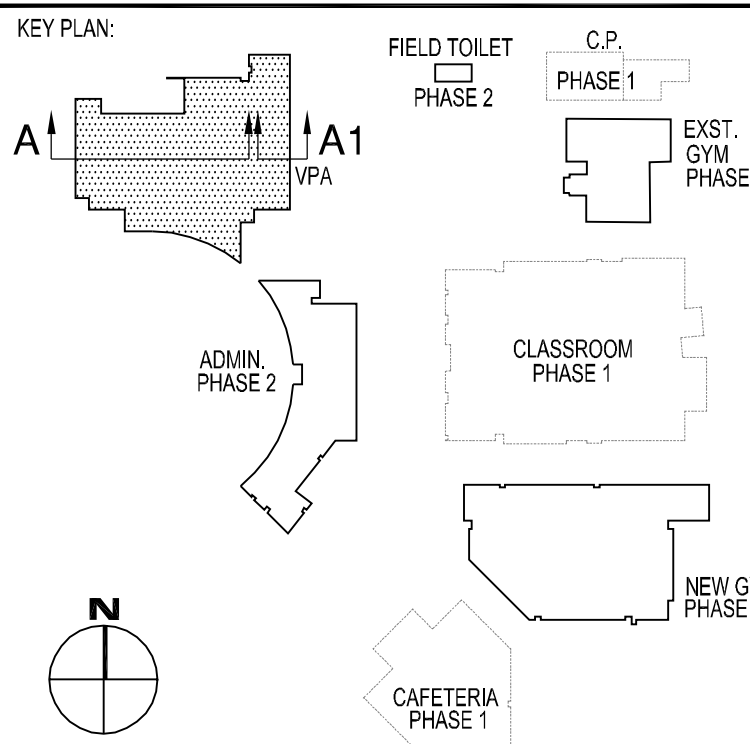 KEY PLAN:
FIELD TOILET
PHASE 2
C.P.
PHASE 1
A
A1
VPA
EXST.
GYM
PHASE
ADMIN.
PHASE 2
CLASSROOM
PHASE 1
NEW G
PHASE
N
CAFETERIA
PHASE 1